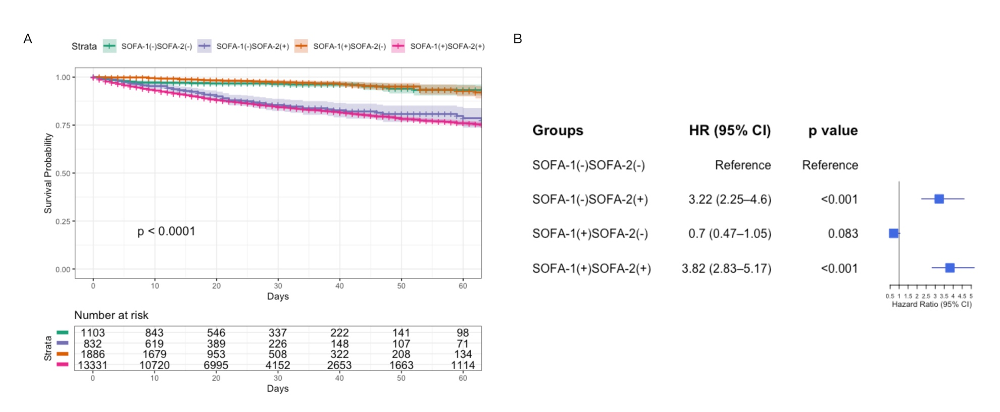 A
B
Strata SOFA-1(-)SOFA-2(-) SOFA-1(-)SOFA-2(+) SOFA-1(+)SOFA-2(-) SOFA-1(+)SOFA-2(+)
Survival Probability
1.00
0.75
0.50
0.25
0.00
p < 0.0001
0 10 20 30 40 50 60
Days
Number at risk
Strata
1103 843 546 337 222 141 98
832 619 389 226 148 107 71
1886 1679 953 508 322 208 134
13331 10720 6995 4152 2653 1663 1114
0 10 20 30 40 50 60
Days
Groups HR (95% CI) p value
SOFA-1(-)SOFA-2(-) Reference Reference
SOFA-1(-)SOFA-2(+) 3.22 (2.25–4.6) <0.001
SOFA-1(+)SOFA-2(-) 0.7 (0.47–1.05) 0.083
SOFA-1(+)SOFA-2(+) 3.82 (2.83–5.17) <0.001
0.5 1 1.5 2 2.5 3 3.5 4 4.5 5
Hazard Ratio (95% CI)